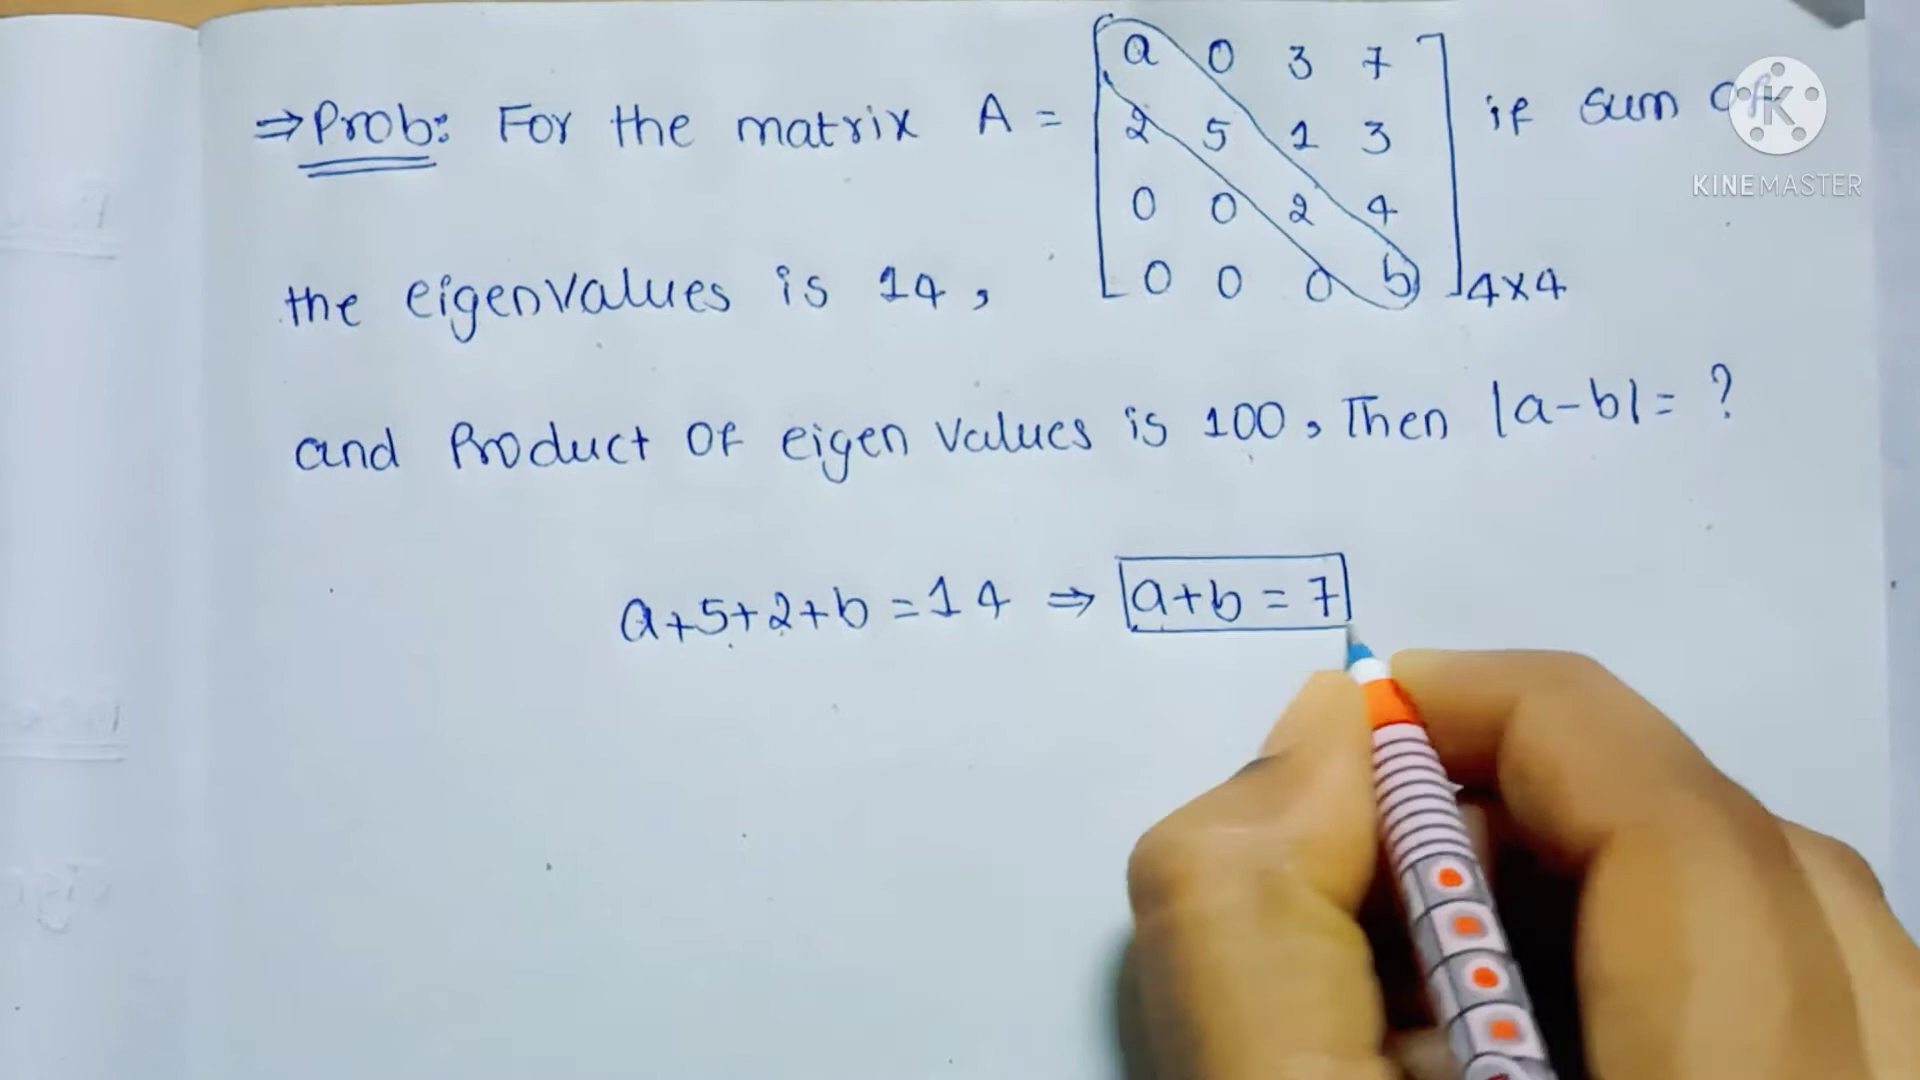 ⇒Prob: For the matrix A = [ a 0 3 7 if sum of
2 5 1 3
0 0 2 4
0 0 0 b ]4×4
the eigenvalues is 14,
and Product of eigen values is 100, Then |a-b| = ?
a+5+2+b=14 ⇒ a+b = 7
KINEMASTER